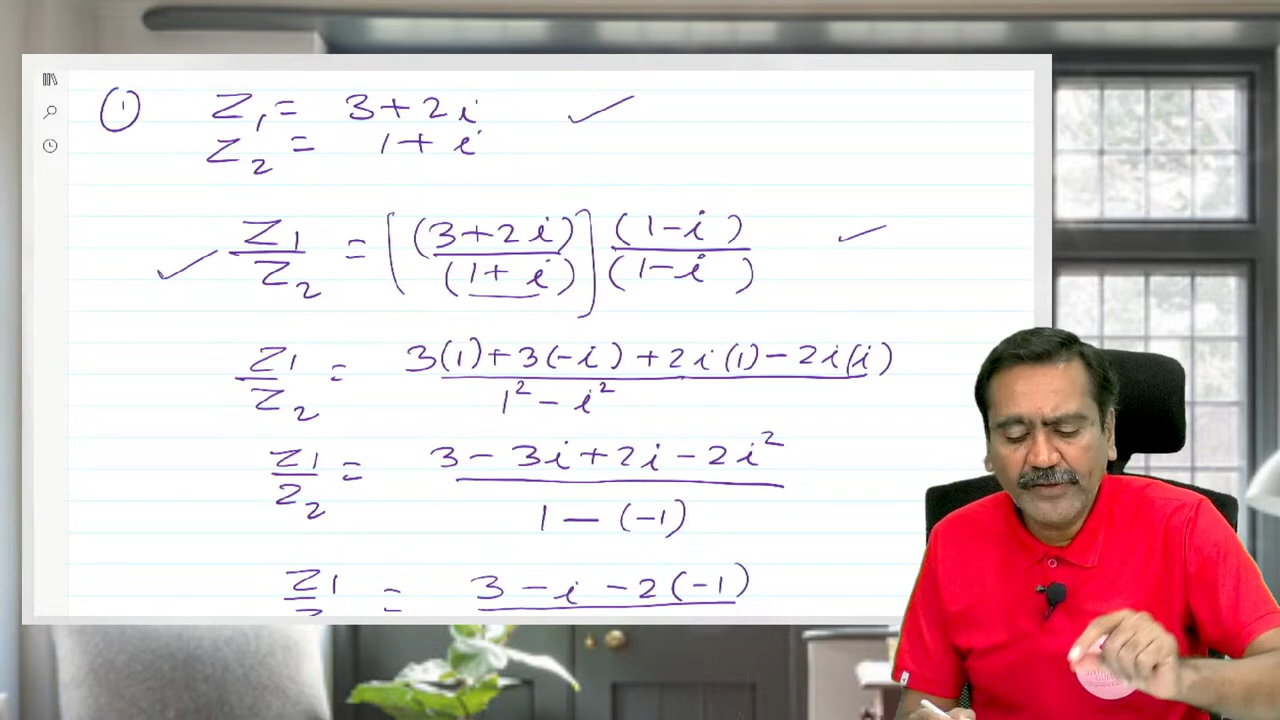 ① Z₁ = 3 + 2i ✓
Z₂ = 1 + i
✓ Z₁/Z₂ = [(3 + 2i)/(1 + i)] (1 - i)/(1 - i) ✓
Z₁/Z₂ = (3(1) + 3(-i) + 2i(1) - 2i(i))/(1² - i²)
Z₁/Z₂ = (3 - 3i + 2i - 2i²)/(1 - (-1))
Z₁/Z₂ = 3 - i - 2(-1)